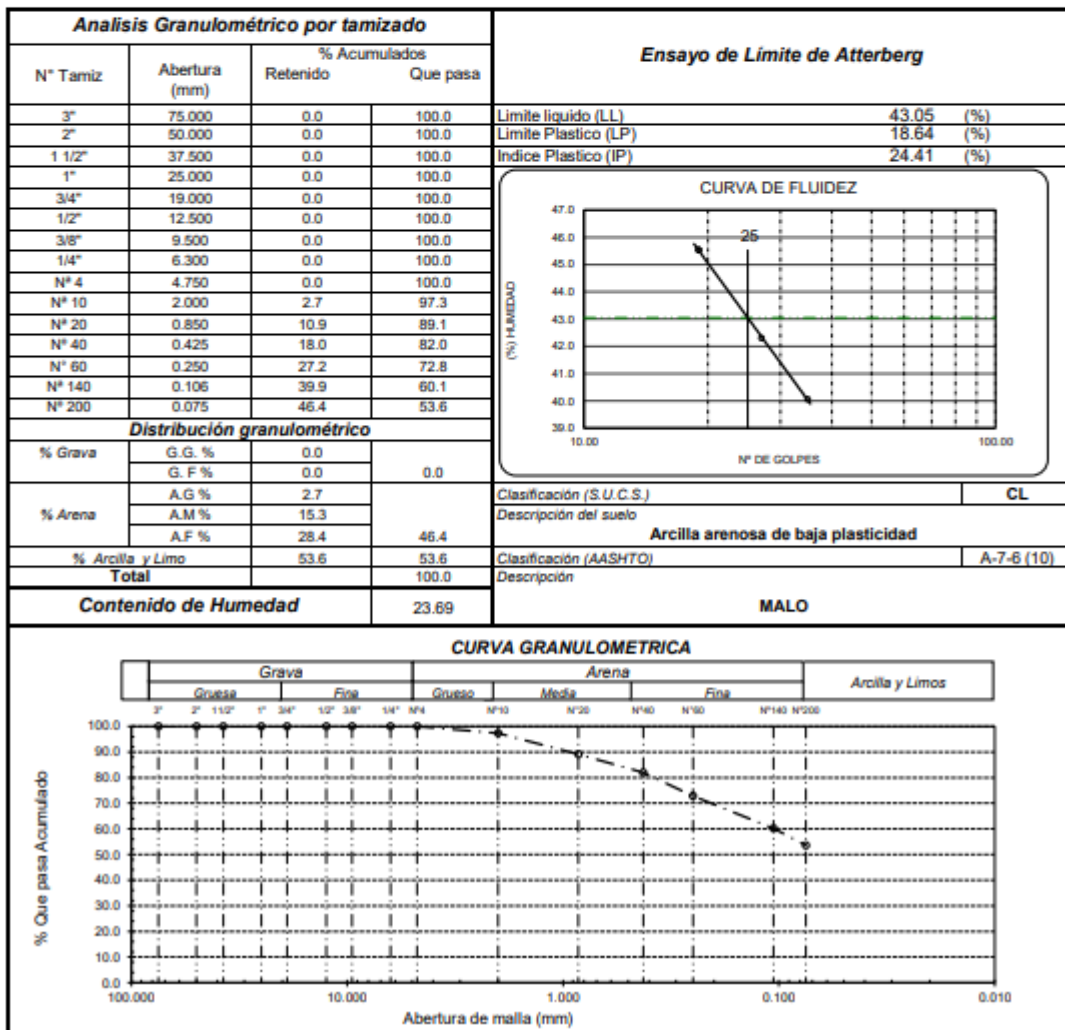 Analisis Granulométrico por tamizado
% Acumulados
N° Tamiz Abertura (mm) Retenido Que pasa
3" 75.000 0.0 100.0
2" 50.000 0.0 100.0
1 1/2" 37.500 0.0 100.0
1" 25.000 0.0 100.0
3/4" 19.000 0.0 100.0
1/2" 12.500 0.0 100.0
3/8" 9.500 0.0 100.0
1/4" 6.300 0.0 100.0
Nª 4 4.750 0.0 100.0
Nª 10 2.000 2.7 97.3
Nª 20 0.850 10.9 89.1
Nª 40 0.425 18.0 82.0
N° 60 0.250 27.2 72.8
Nª 140 0.106 39.9 60.1
Nª 200 0.075 46.4 53.6
Distribución granulométrico
% Grava G.G. % 0.0
G. F % 0.0 0.0
A.G % 2.7
% Arena A.M % 15.3
A.F % 28.4 46.4
% Arcilla y Limo 53.6 53.6
Total 100.0
Contenido de Humedad 23.69
Ensayo de Límite de Atterberg
Limite liquido (LL) 43.05 (%)
Limite Plastico (LP) 18.64 (%)
Indice Plastico (IP) 24.41 (%)
CURVA DE FLUIDEZ
47.0
46.0
45.0
44.0
43.0
42.0
41.0
40.0
39.0
(%) HUMEDAD
25
10.00 100.00
Nº DE GOLPES
Clasificación (S.U.C.S.) CL
Descripción del suelo
Arcilla arenosa de baja plasticidad
Clasificación (AASHTO) A-7-6 (10)
Descripción
MALO
CURVA GRANULOMETRICA
Grava Arena Arcilla y Limos
Gruesa Fina Grueso Media Fina
3" 2" 11/2" 1" 3/4" 1/2" 3/8" 1/4" N°4 N°10 N°20 N°40 N°60 N°140 N°200
100.0
90.0
80.0
70.0
60.0
50.0
40.0
30.0
20.0
10.0
0.0
% Que pasa Acumulado
100.000 10.000 1.000 0.100 0.010
Abertura de malla (mm)